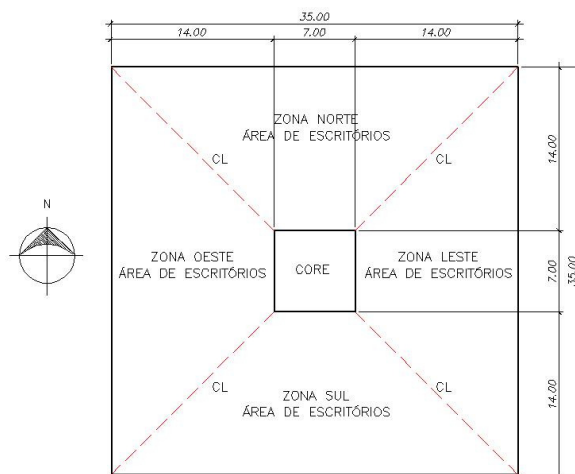 35.00
14.00 7.00 14.00
ZONA NORTE
ÁREA DE ESCRITÓRIOS
CL
CL
14.00
N
ZONA OESTE
ÁREA DE ESCRITÓRIOS
CORE
ZONA LESTE
ÁREA DE ESCRITÓRIOS
7.00
35.00
CL
CL
ZONA SUL
ÁREA DE ESCRITÓRIOS
14.00